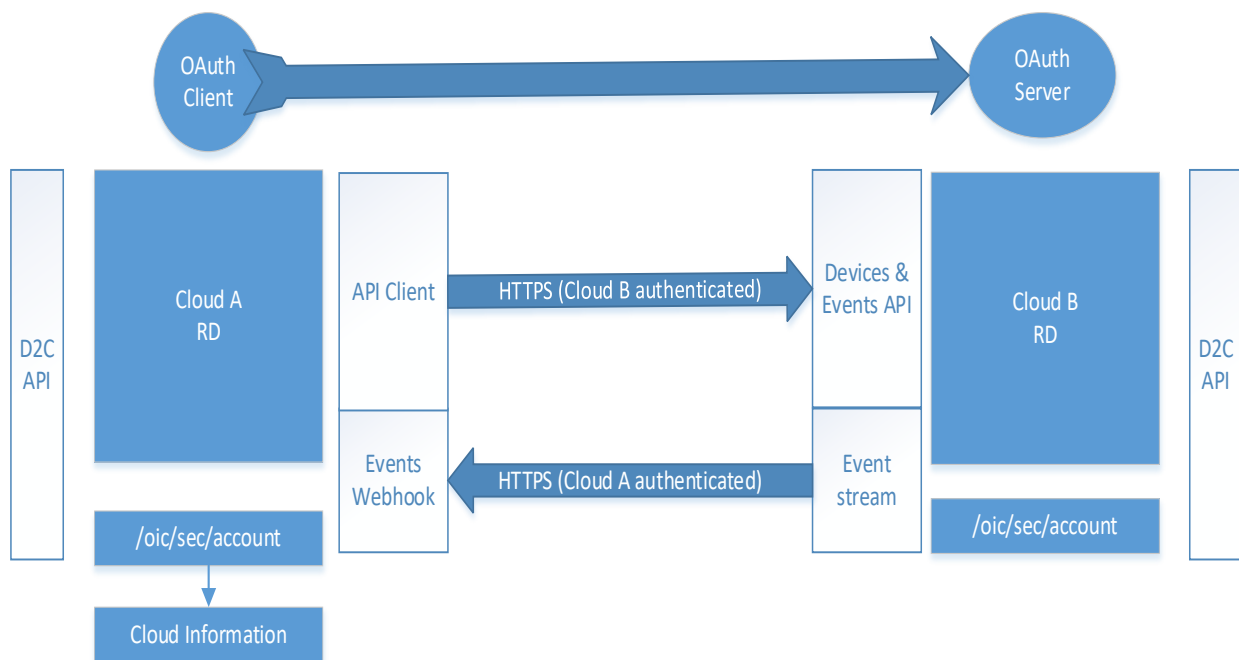 OAuth
Client
OAuth
Server
D2C
API
Cloud A
RD
API Client
HTTPS (Cloud B authenticated)
Devices &
Events API
Cloud B
RD
D2C
API
Events
Webhook
HTTPS (Cloud A authenticated)
Event
stream
/oic/sec/account
/oic/sec/account
Cloud Information